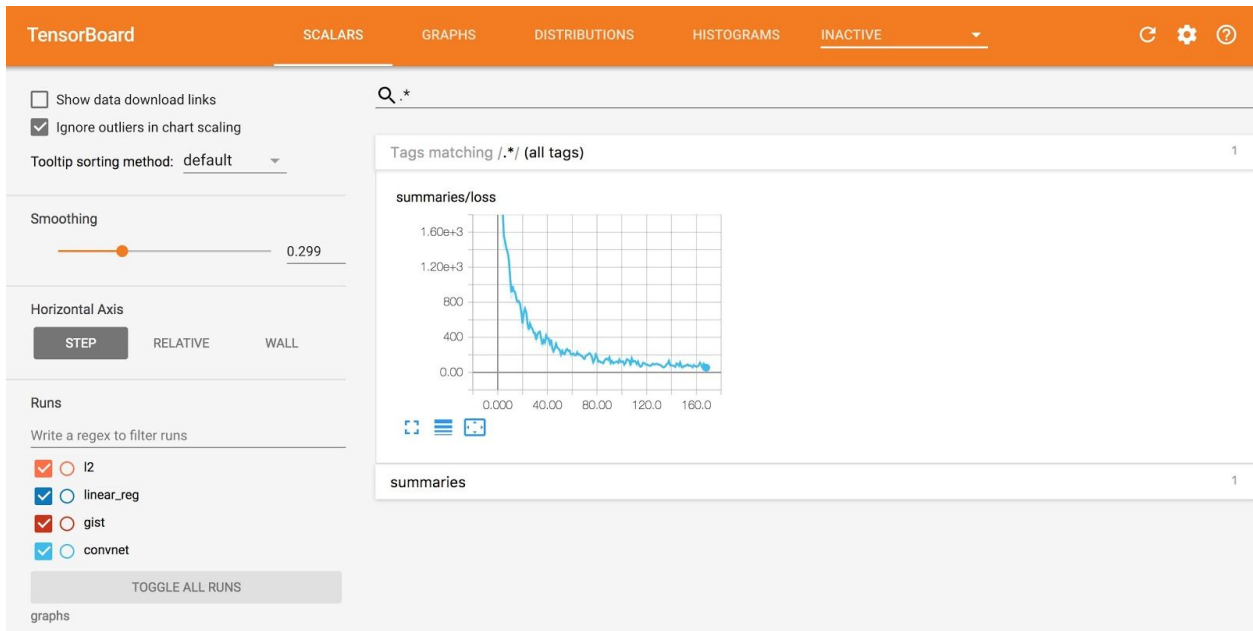 TensorBoard SCALARS GRAPHS DISTRIBUTIONS HISTOGRAMS INACTIVE
Show data download links
Ignore outliers in chart scaling
Tooltip sorting method: default
Smoothing
0.299
Horizontal Axis
STEP RELATIVE WALL
Runs
Write a regex to filter runs
l2
linear_reg
gist
convnet
TOGGLE ALL RUNS
graphs
.*
Tags matching /.*/ (all tags) 1
summaries/loss
1.60e+3
1.20e+3
800
400
0.00
0.000 40.00 80.00 120.0 160.0
summaries 1